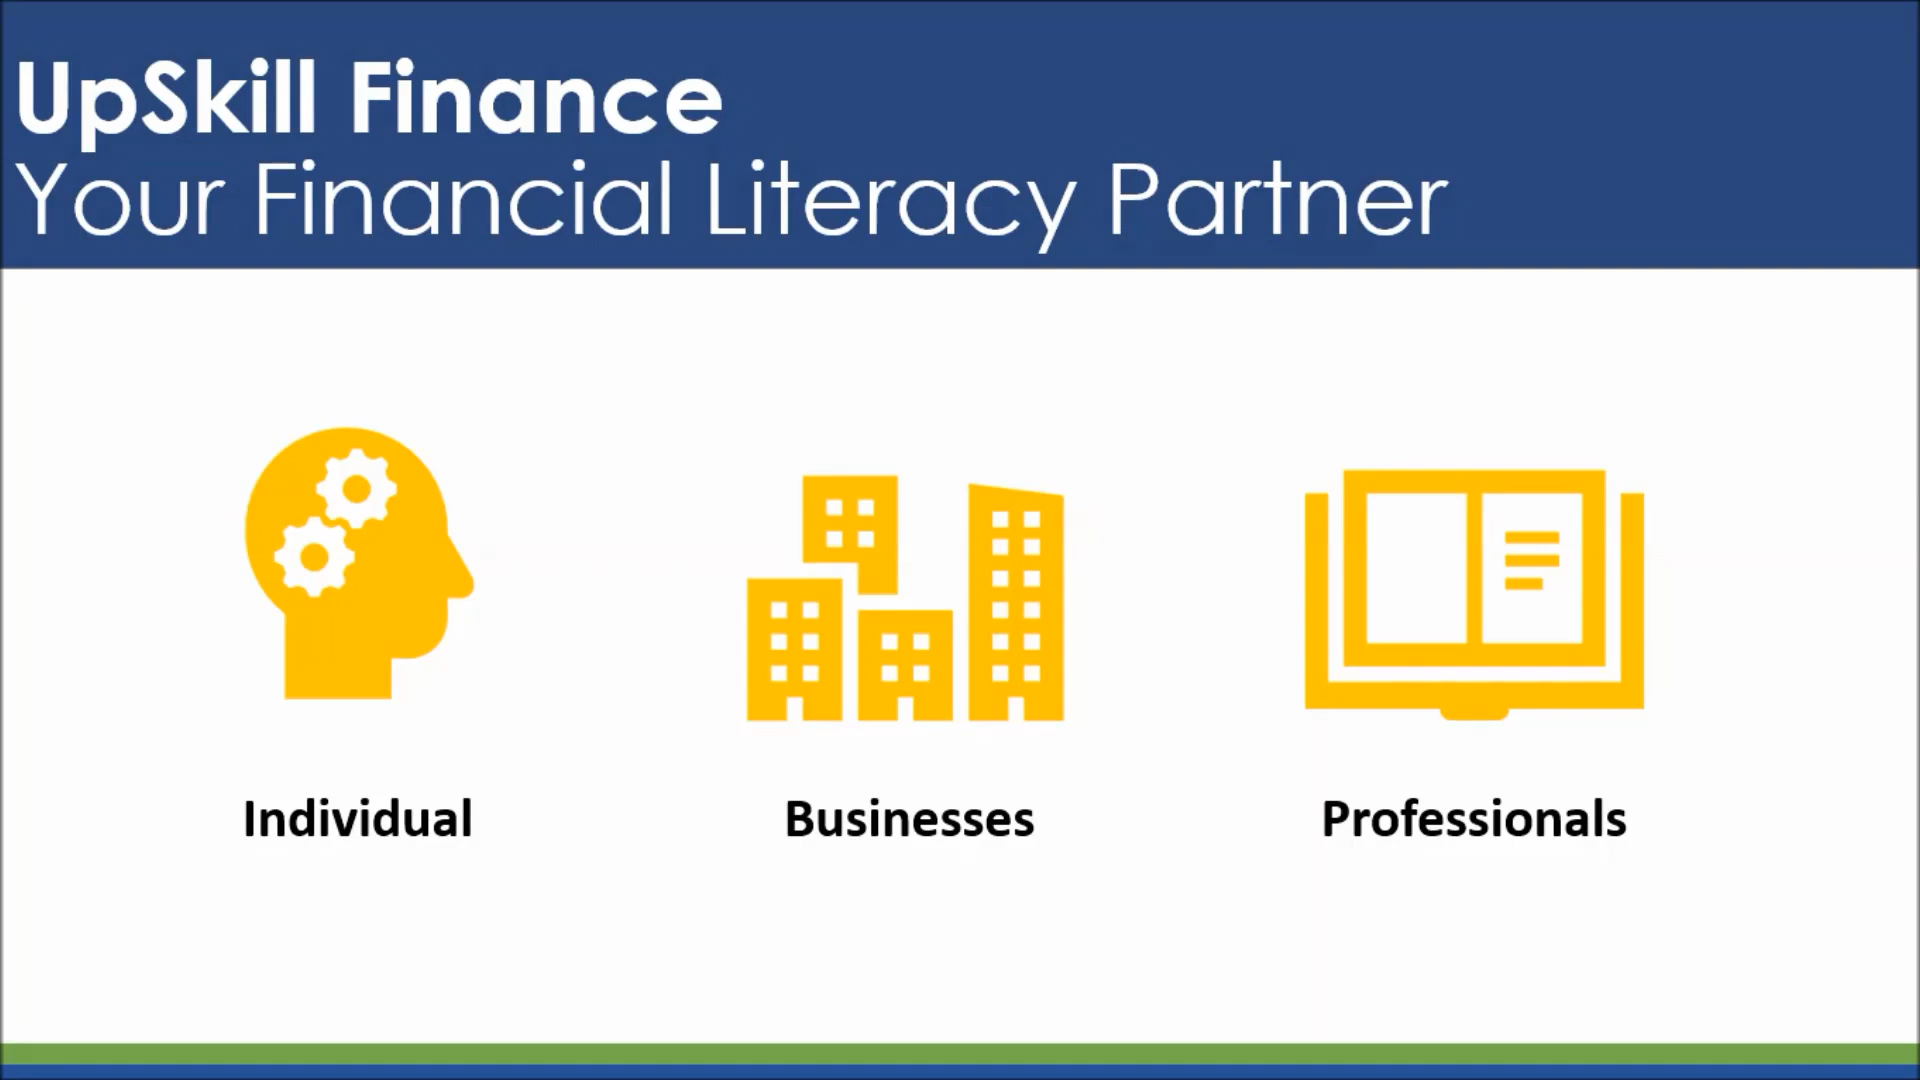 UpSkill Finance
Your Financial Literacy Partner
Individual
Businesses
Professionals